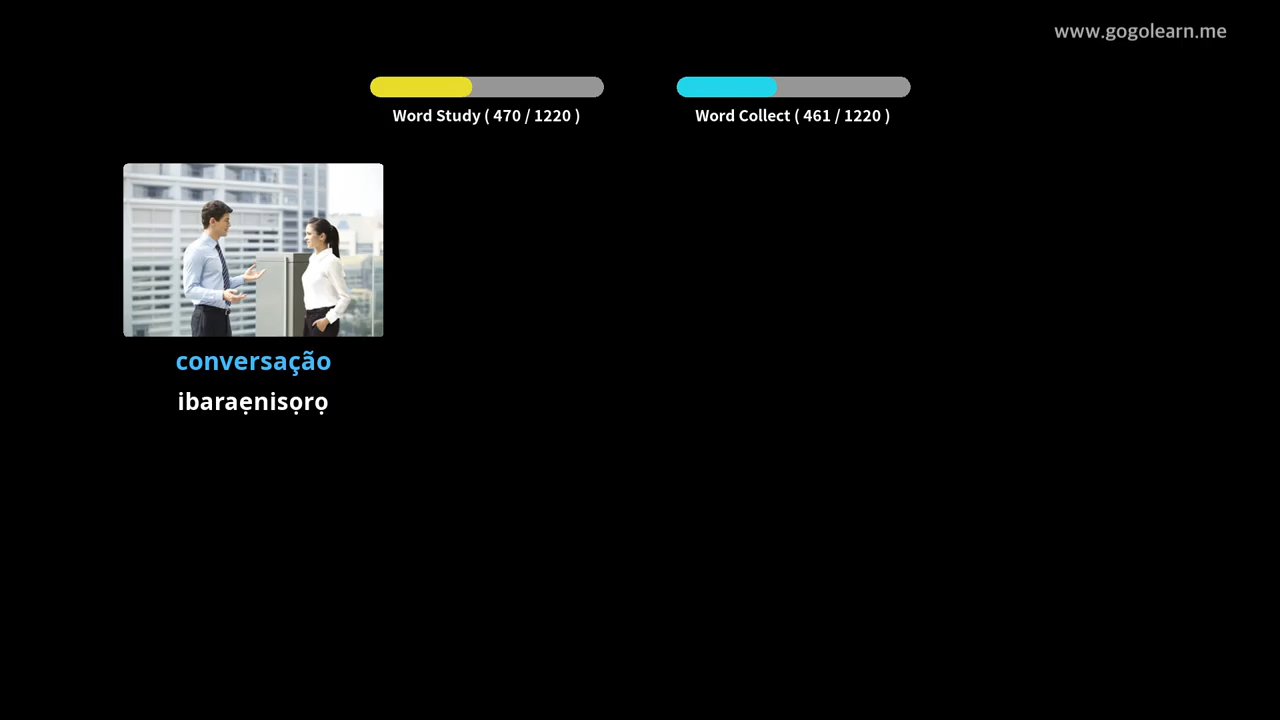 www.gogolearn.me
Word Study ( 470 / 1220 )
Word Collect ( 461 / 1220 )
conversação
ibaraẹnisọrọ